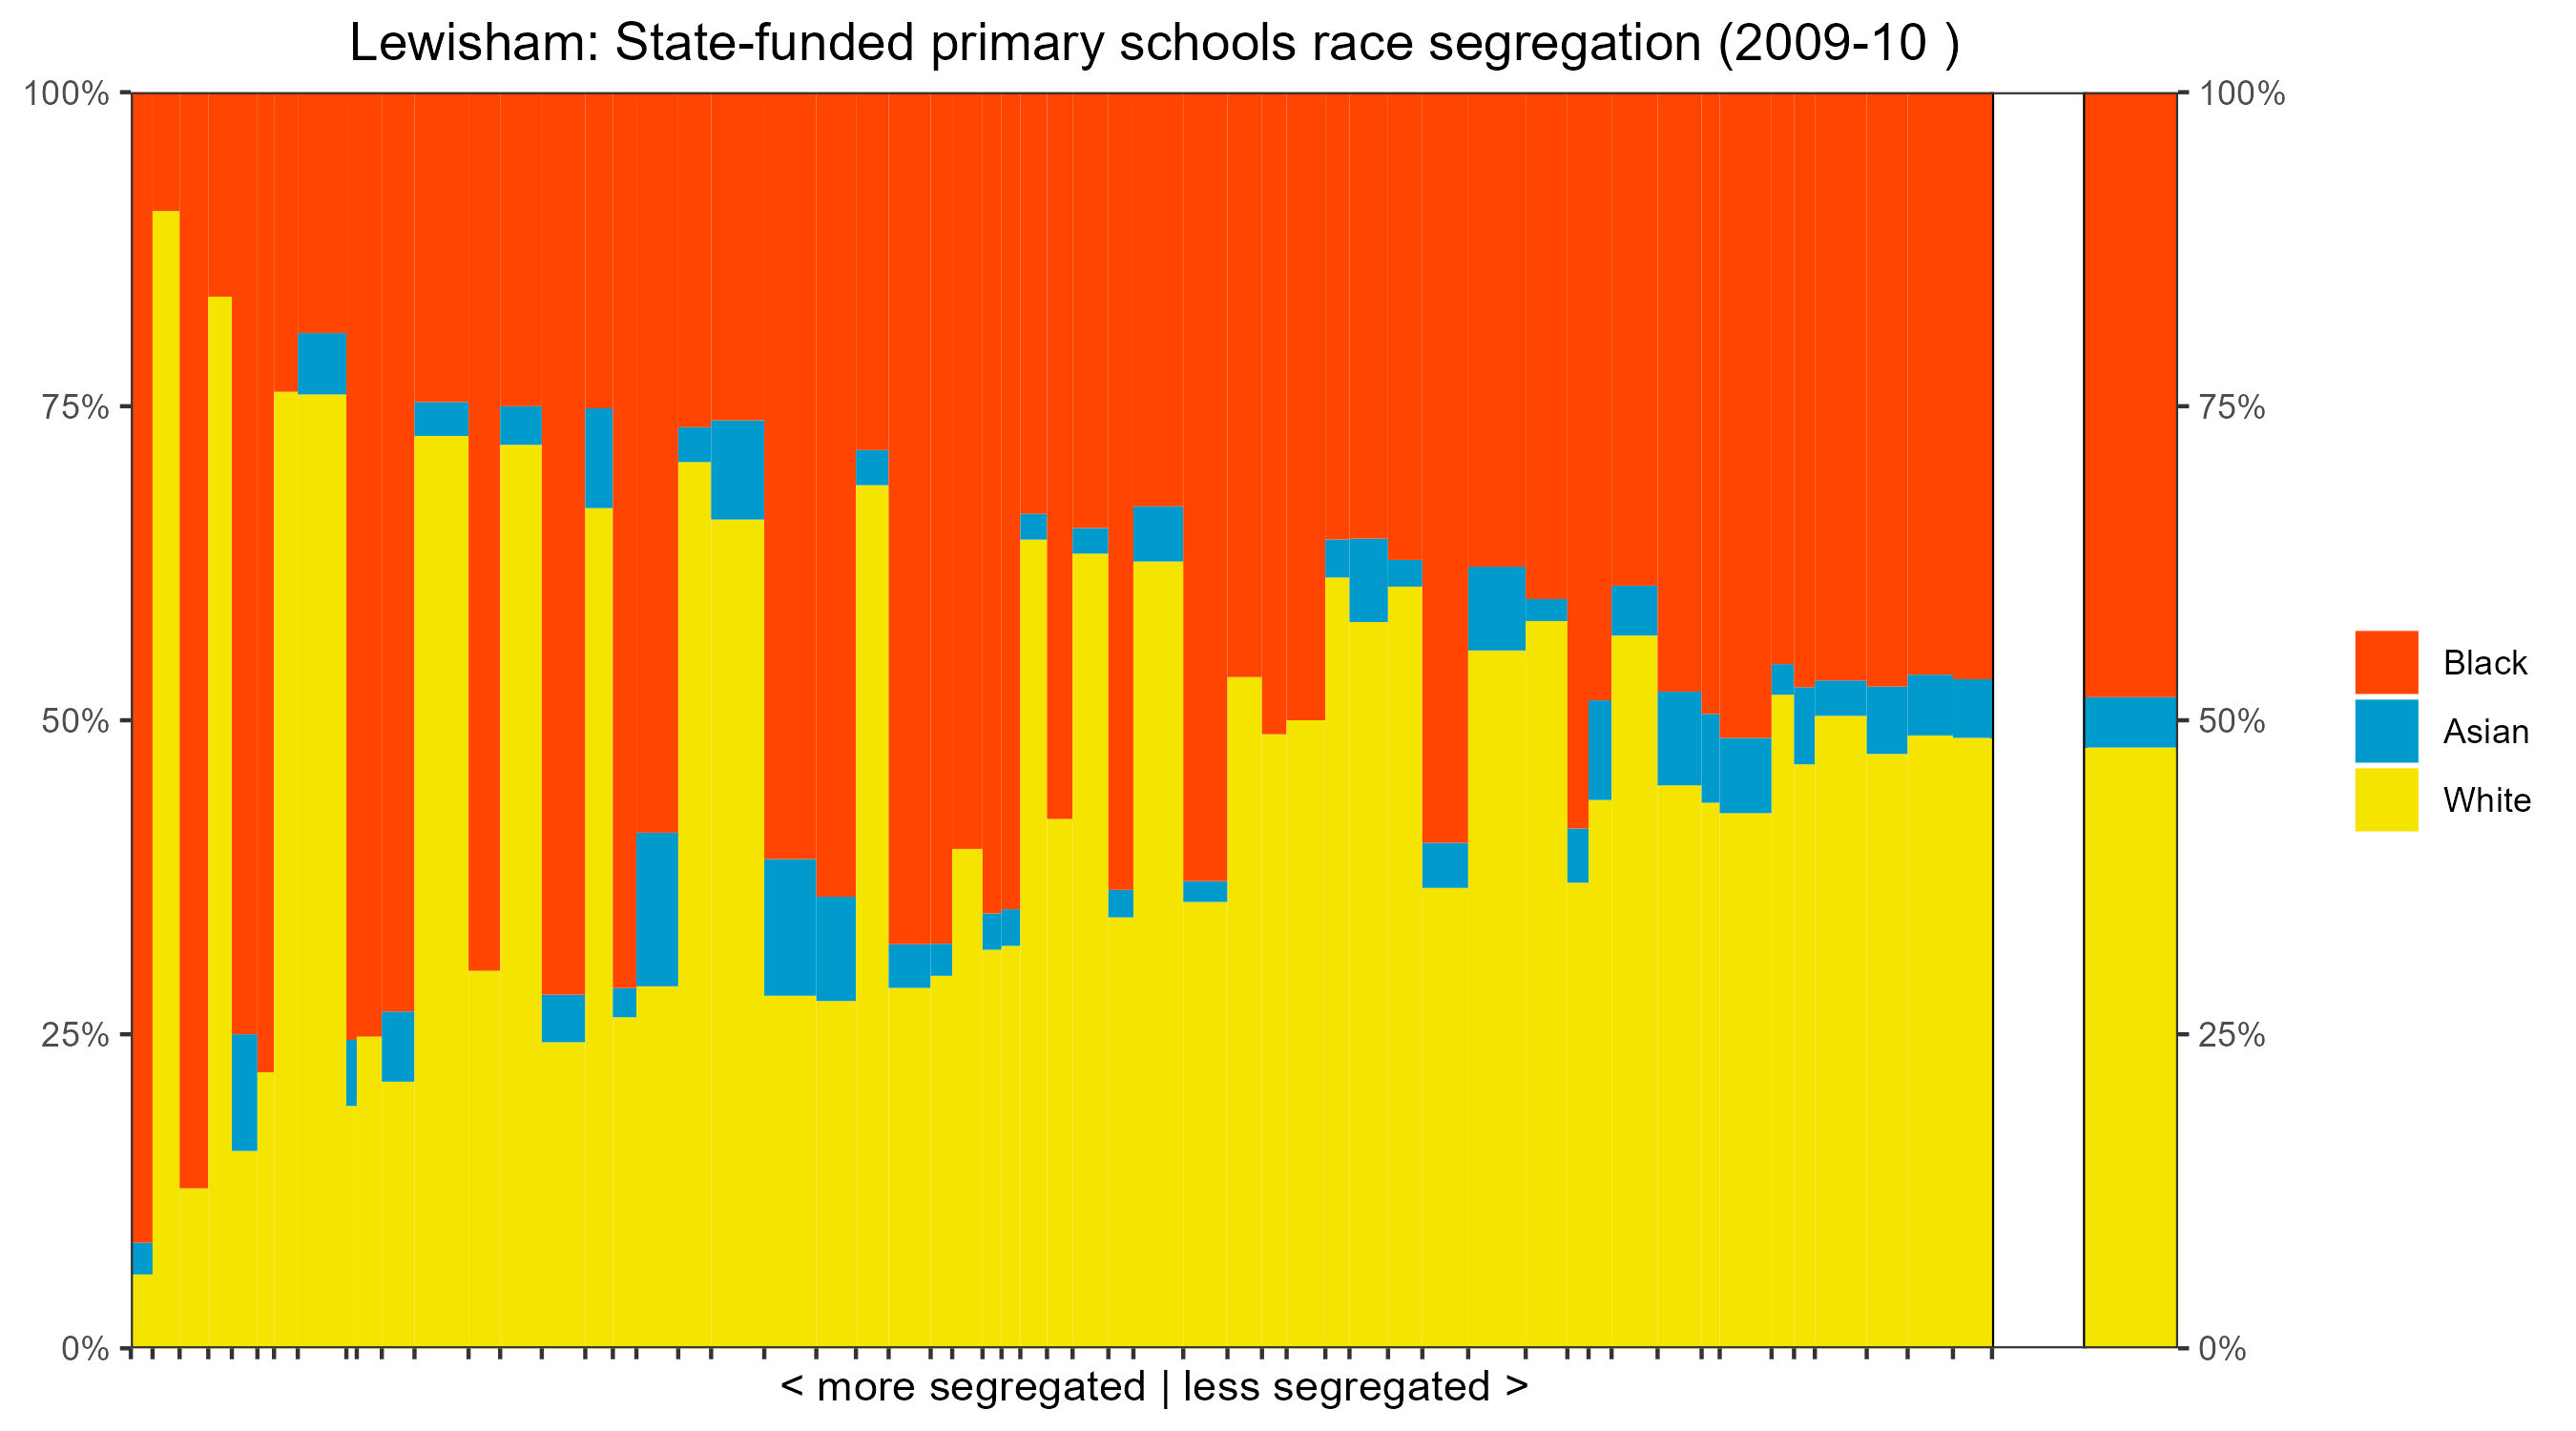 Lewisham: State-funded primary schools race segregation (2009-10 )
100%
75%
50%
25%
0%
100%
75%
50%
25%
0%
Black
Asian
White
< more segregated | less segregated >